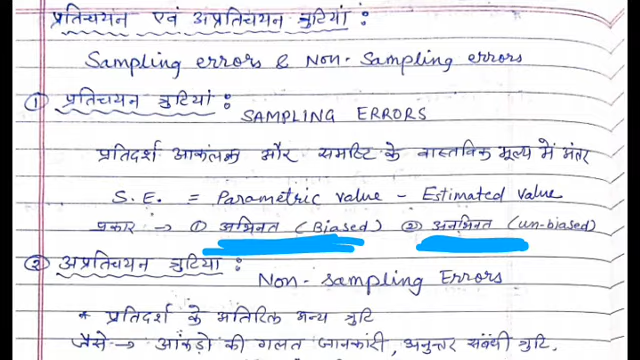 प्रतिचयन एवं अप्रतिचयन त्रुटियां :
Sampling errors & Non-Sampling errors
① प्रतिचयन त्रुटियां :
SAMPLING ERRORS
प्रतिदर्श आकलक और समष्टि के वास्तविक मूल्य में अंतर
S.E. = Parametric value - Estimated value
प्रकार → ① अभिनत (Biased) ② अनभिनत (un-biased)
② अप्रतिचयन त्रुटियां :
Non-Sampling Errors
* प्रतिदर्श के अतिरिक्त अन्य त्रुटि
जैसे → आंकड़ो की गलत जानकारी, अनुत्तर संबंधी त्रुटि.